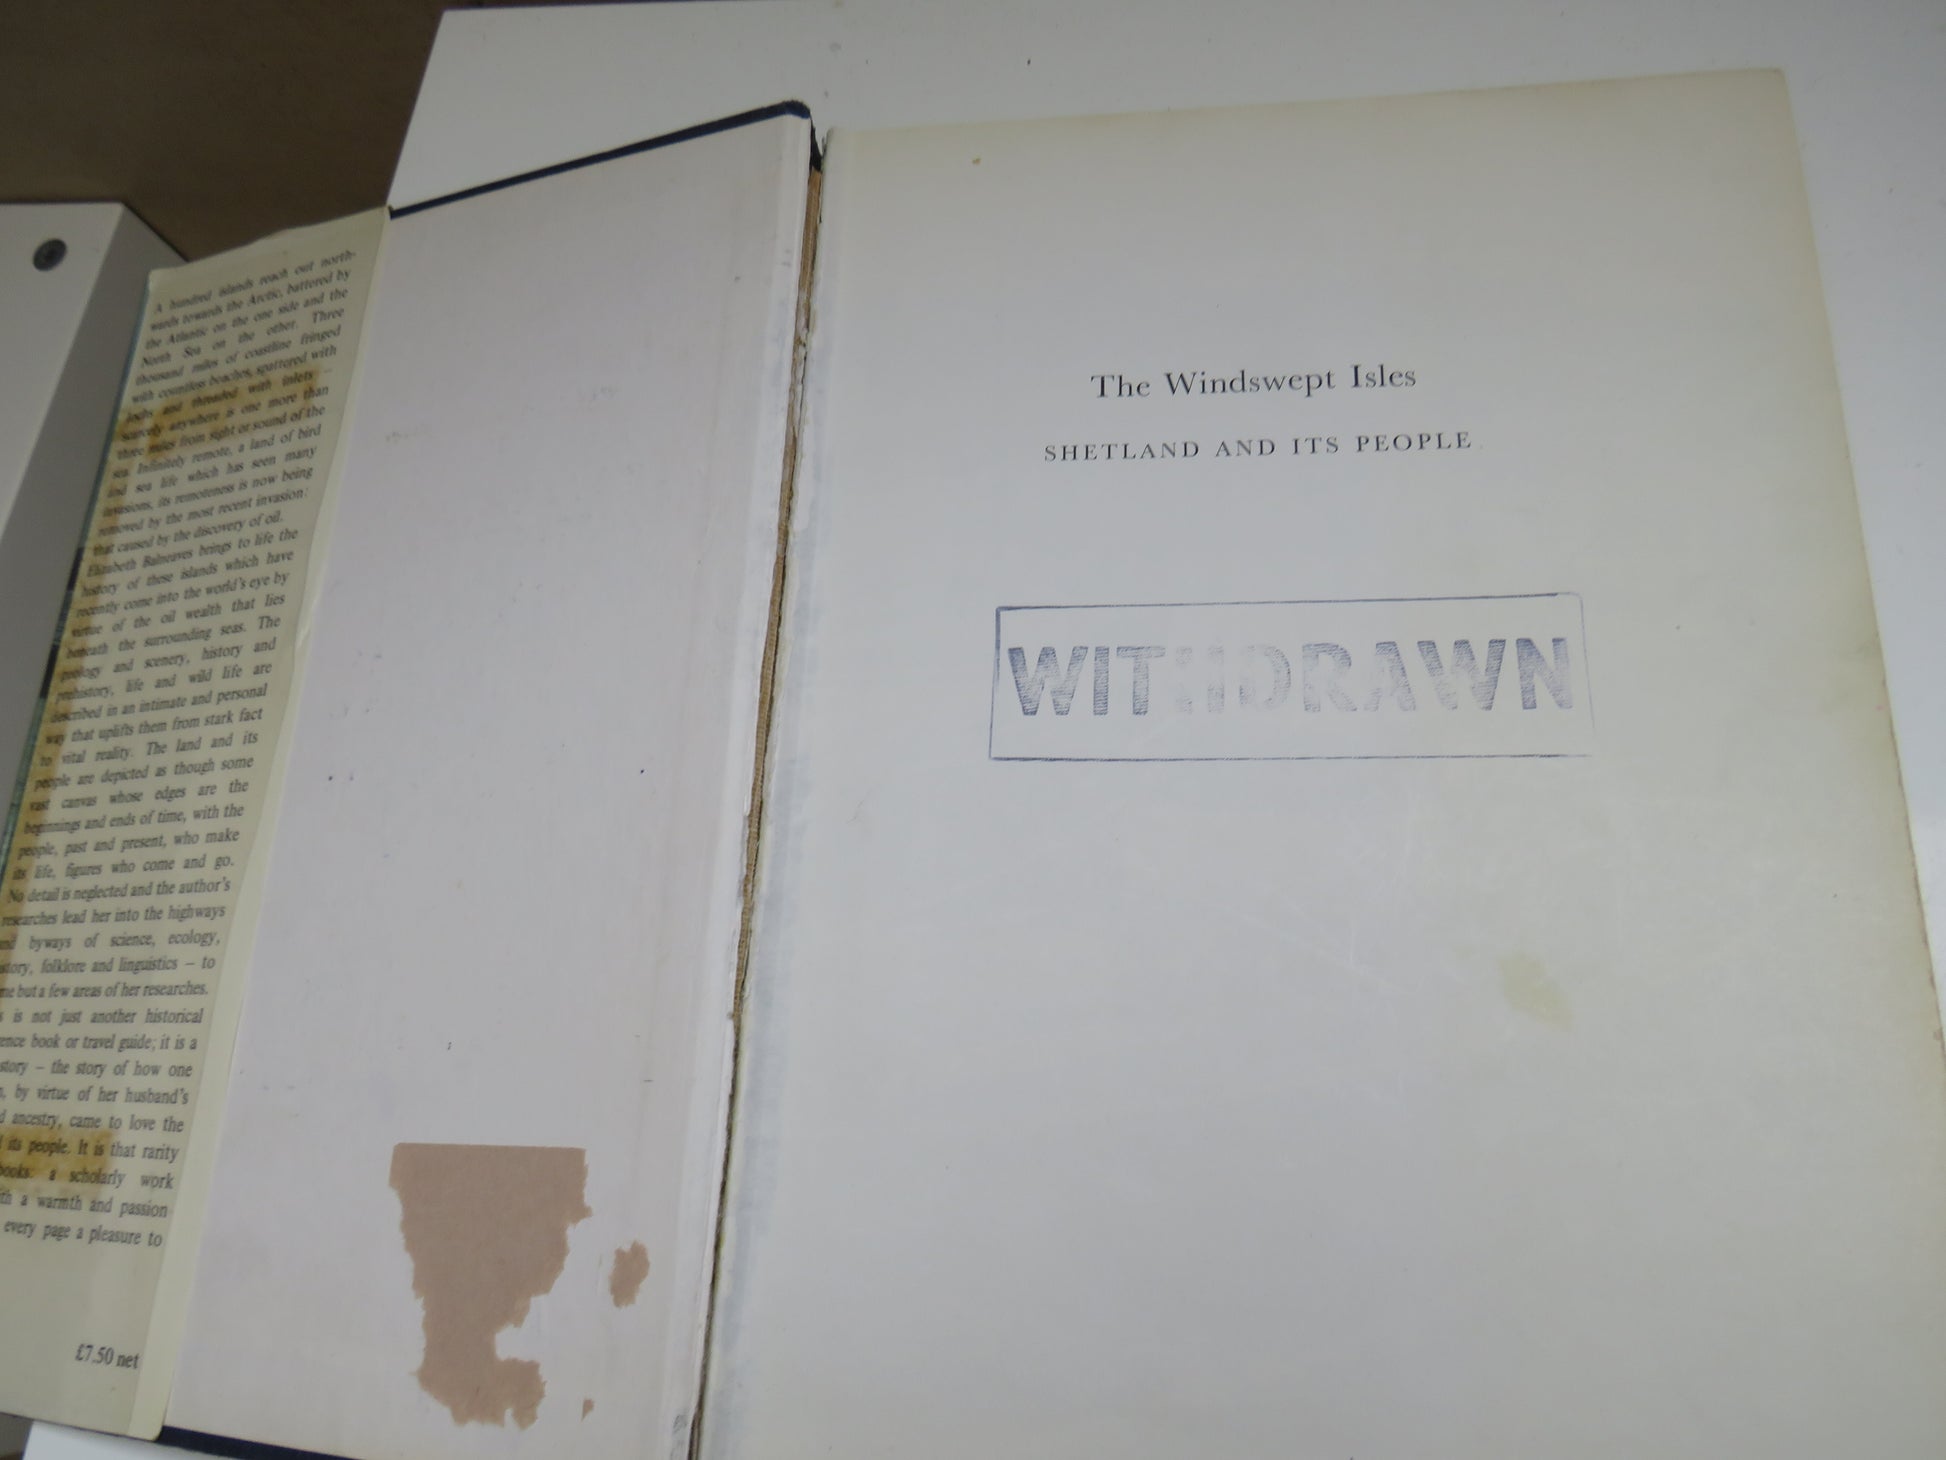 A hundred islands reach out north-
wards towards the Arctic, battered by
the Atlantic on the one side and the
North Sea on the other. Three
thousand miles of coastline fringed
with countless beaches, spattered with
lochs and threaded with inlets –
scarcely anywhere is one more than
three miles from sight or sound of the
sea. Infinitely remote, a land of bird
and sea life which has seen many
invasions, its remoteness is now being
removed by the most recent invasion:
that caused by the discovery of oil.
Elizabeth Balneaves brings to life the
history of these islands which have
recently come into the world's eye by
virtue of the oil wealth that lies
beneath the surrounding seas. The
geology and scenery, history and
prehistory, life and wild life are
described in an intimate and personal
way that uplifts them from stark fact
to vital reality. The land and its
people are depicted as though some
vast canvas whose edges are the
beginnings and ends of time, with the
people, past and present, who make
its life, figures who come and go.
No detail is neglected and the author's
researches lead her into the highways
and byways of science, ecology,
story, folklore and linguistics – to
me but a few areas of her researches.
s is not just another historical
ence book or travel guide; it is a
story – the story of how one
, by virtue of her husband's
d ancestry, came to love the
its people. It is that rarity
books: a scholarly work
th a warmth and passion
every page a pleasure to
£7.50 net
The Windswept Isles
SHETLAND AND ITS PEOPLE
WITHDRAWN